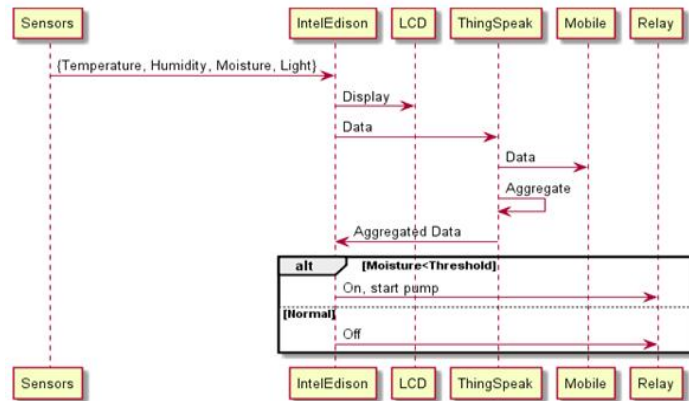 Sensors IntelEdison LCD ThingSpeak Mobile Relay
{Temperature, Humidity, Moisture, Light}
Display
Data
Data
Aggregate
Aggregated Data
alt [Moisture<Threshold]
On, start pump
[Normal]
Off
Sensors IntelEdison LCD ThingSpeak Mobile Relay